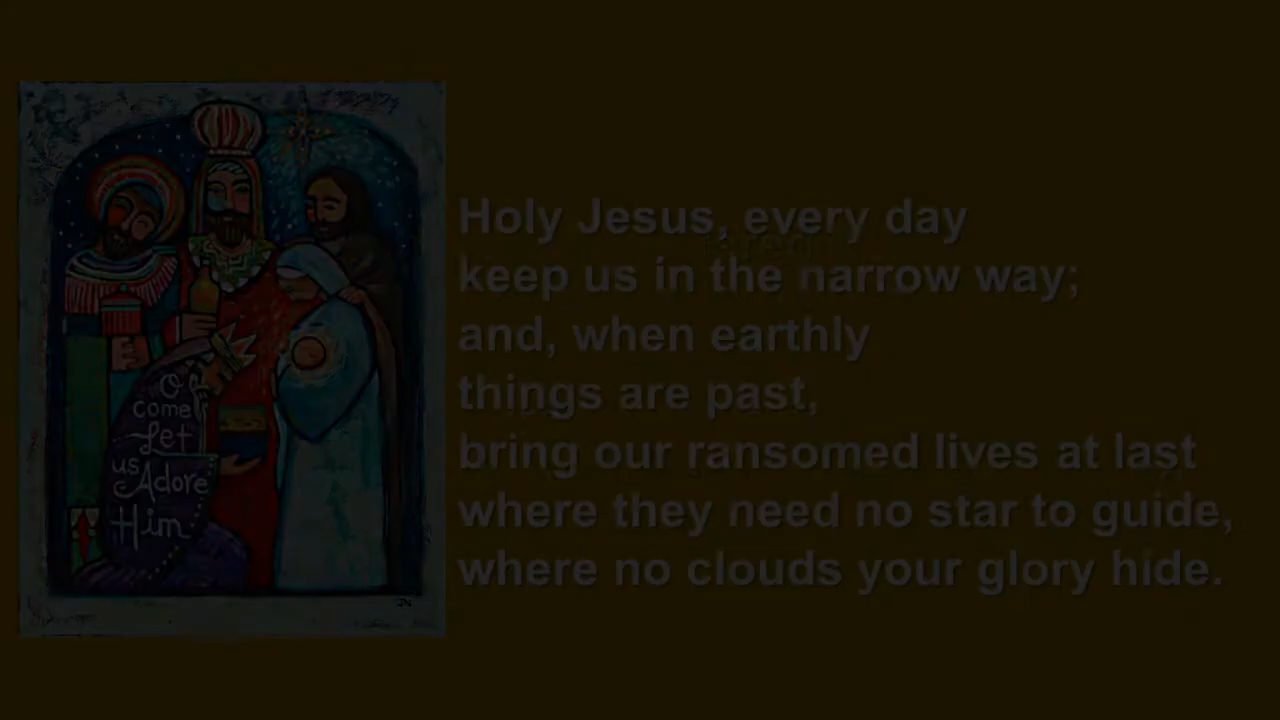 Holy Jesus, every day
keep us in the narrow way;
and, when earthly
things are past,
bring our ransomed lives at last
where they need no star to guide,
where no clouds your glory hide.
O
come
Let
us
Adore
Him
JN